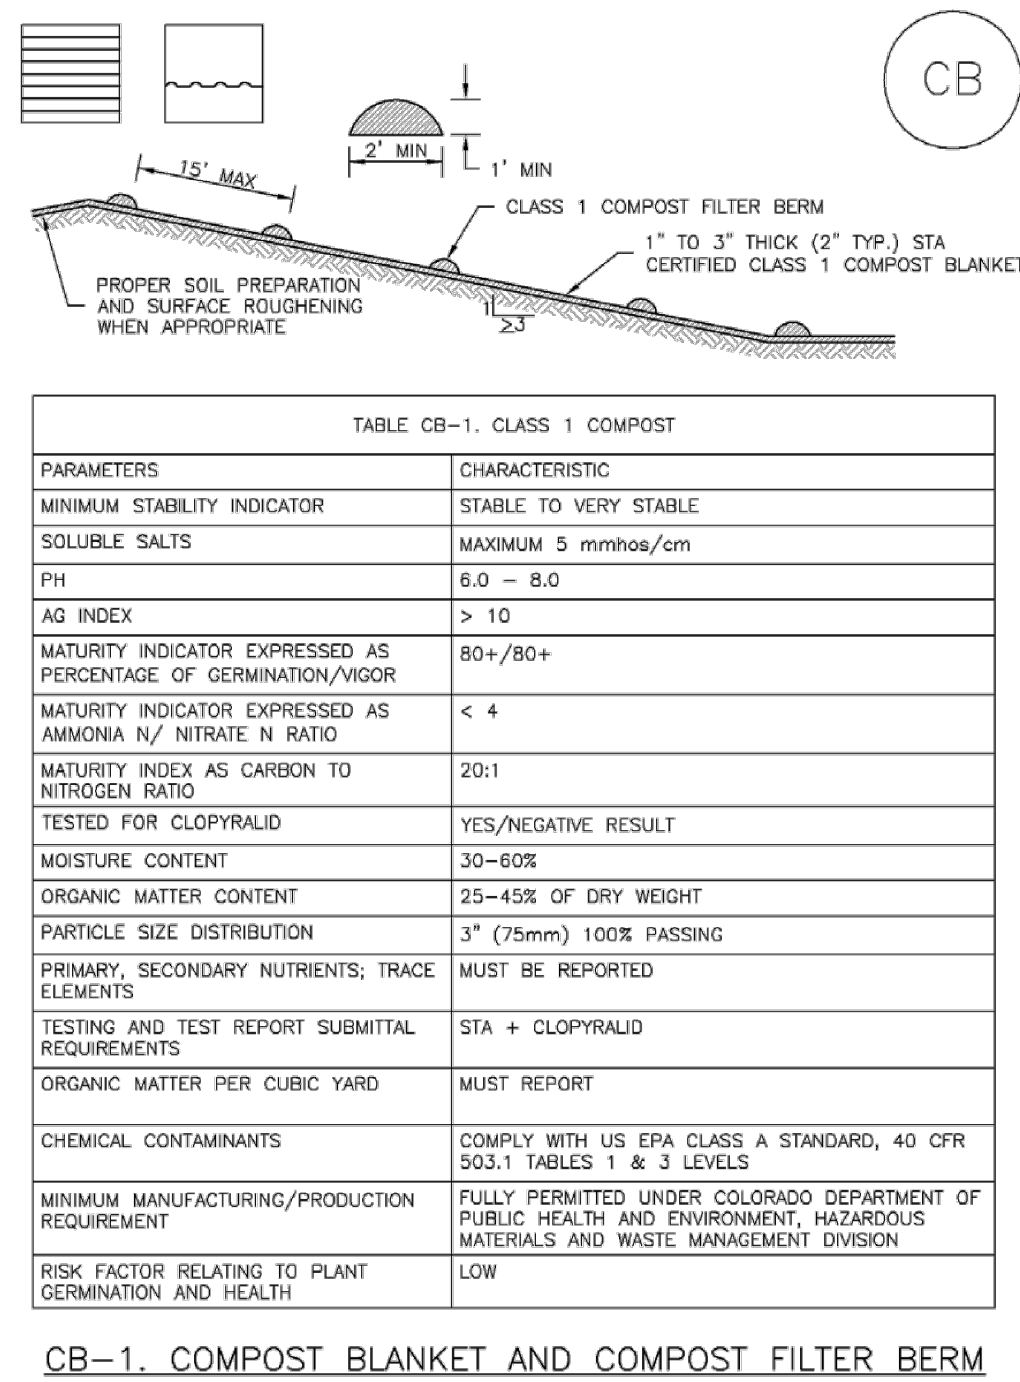 CB
2' MIN
1' MIN
15' MAX
CLASS 1 COMPOST FILTER BERM
1" TO 3" THICK (2" TYP.) STA
CERTIFIED CLASS 1 COMPOST BLANKET
PROPER SOIL PREPARATION
AND SURFACE ROUGHENING
WHEN APPROPRIATE
1
≥3
TABLE CB-1. CLASS 1 COMPOST
PARAMETERS CHARACTERISTIC
MINIMUM STABILITY INDICATOR STABLE TO VERY STABLE
SOLUBLE SALTS MAXIMUM 5 mmhos/cm
PH 6.0 - 8.0
AG INDEX > 10
MATURITY INDICATOR EXPRESSED AS
PERCENTAGE OF GERMINATION/VIGOR
80+/80+
MATURITY INDICATOR EXPRESSED AS
AMMONIA N/ NITRATE N RATIO
< 4
MATURITY INDEX AS CARBON TO
NITROGEN RATIO
20:1
TESTED FOR CLOPYRALID YES/NEGATIVE RESULT
MOISTURE CONTENT 30-60%
ORGANIC MATTER CONTENT 25-45% OF DRY WEIGHT
PARTICLE SIZE DISTRIBUTION 3" (75mm) 100% PASSING
PRIMARY, SECONDARY NUTRIENTS; TRACE
ELEMENTS
MUST BE REPORTED
TESTING AND TEST REPORT SUBMITTAL
REQUIREMENTS
STA + CLOPYRALID
ORGANIC MATTER PER CUBIC YARD MUST REPORT
CHEMICAL CONTAMINANTS
COMPLY WITH US EPA CLASS A STANDARD, 40 CFR
503.1 TABLES 1 & 3 LEVELS
MINIMUM MANUFACTURING/PRODUCTION
REQUIREMENT
FULLY PERMITTED UNDER COLORADO DEPARTMENT OF
PUBLIC HEALTH AND ENVIRONMENT, HAZARDOUS
MATERIALS AND WASTE MANAGEMENT DIVISION
RISK FACTOR RELATING TO PLANT
GERMINATION AND HEALTH
LOW
CB-1. COMPOST BLANKET AND COMPOST FILTER BERM